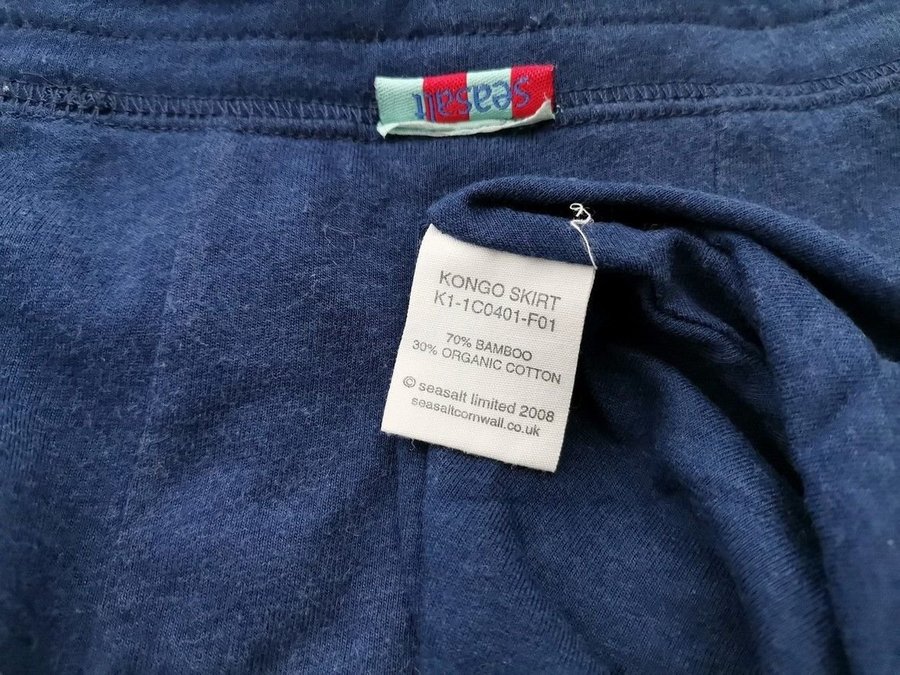 seasalt
KONGO SKIRT
K1-1C0401-F01
70% BAMBOO
30% ORGANIC COTTON
© seasalt limited 2008
seasaltcornwall.co.uk